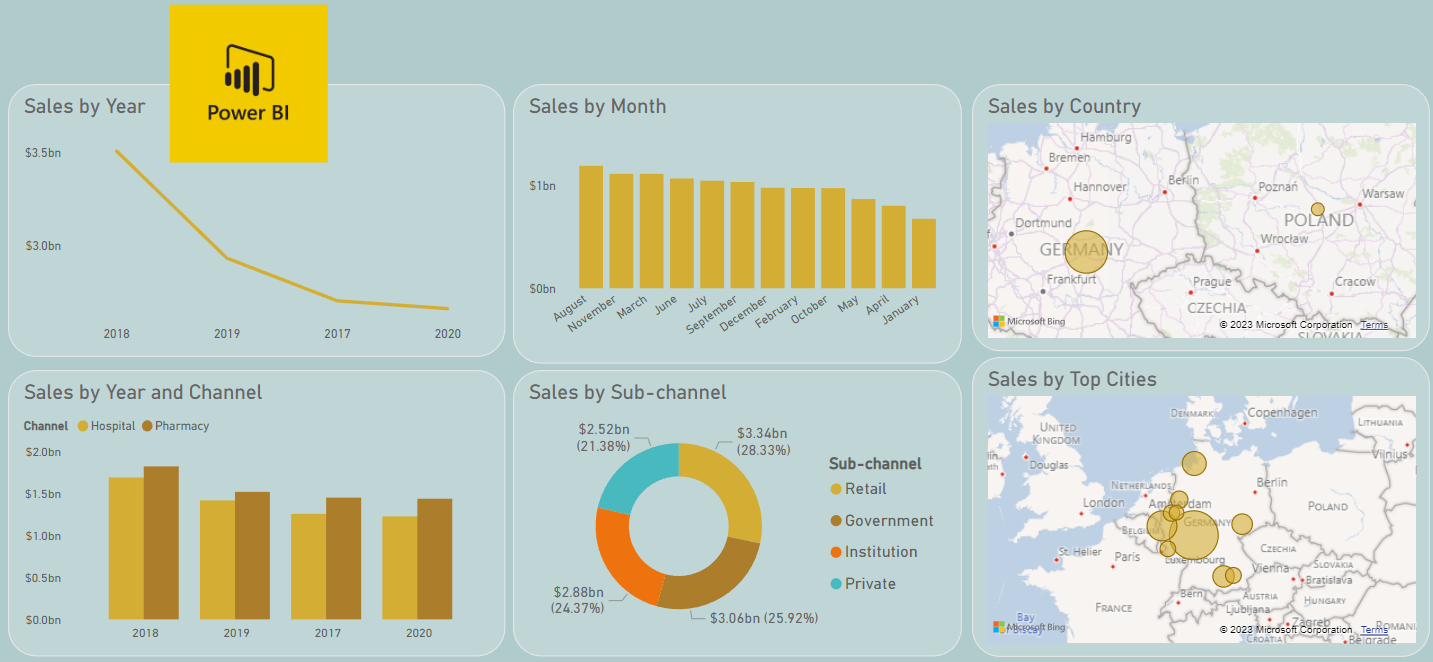 Power BI
Sales by Year
$3.5bn
$3.0bn
2018 2019 2017 2020
Sales by Month
$1bn
$0bn
August November March June July September December February October May April January
Sales by Country
Hamburg
Bremen
Hannover
Berlin
Poznań
Warsaw
Dortmund
POLAND
GERMANY
Wrocław
Frankfurt
Prague
Cracow
CZECHIA
Microsoft Bing
© 2023 Microsoft Corporation Terms
SLOVAKIA
Sales by Year and Channel
Channel Hospital Pharmacy
$2.0bn
$1.5bn
$1.0bn
$0.5bn
$0.0bn
2018 2019 2017 2020
Sales by Sub-channel
$2.52bn
(21.38%)
$3.34bn
(28.33%)
$2.88bn
(24.37%)
$3.06bn (25.92%)
Sub-channel
Retail
Government
Institution
Private
Sales by Top Cities
DENMARK
Copenhagen
UNITED
KINGDOM
LITHUANIA
Vilnius
Douglas
NETHERLANDS
Berlin
London
Amsterdam
POLAND
GERMANY
BELGIUM
St. Helier
Paris
Luxembourg
CZECHIA
Vienna
SLOVAKIA
Bratislava
Bern
AUSTRIA
HUNGARY
FRANCE
Ljubljana
Zagreb
Bay
of Biscay
Microsoft Bing
© 2023 Microsoft Corporation Terms
ROMANI
CROATIA
Belgrade